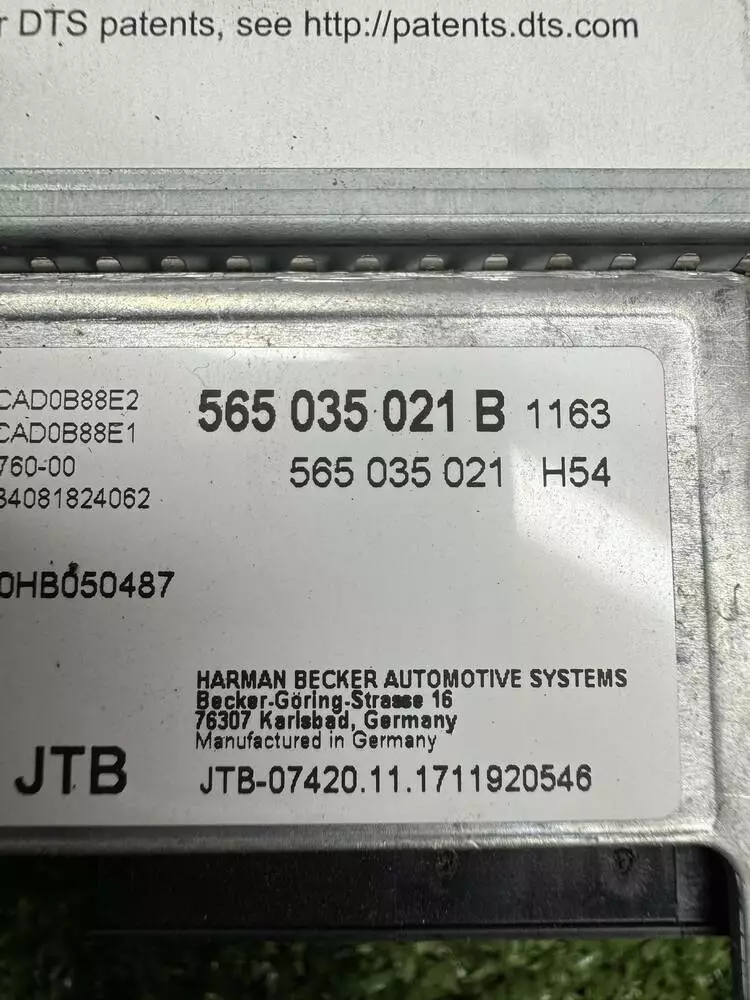 r DTS patents, see http://patents.dts.com
CAD0B88E2
CAD0B88E1
565 035 021 B 1163
760-00
565 035 021 H54
34081824062
0HB050487
HARMAN BECKER AUTOMOTIVE SYSTEMS
Becker-Göring-Strasse 16
76307 Karlsbad, Germany
Manufactured in Germany
JTB
JTB-07420.11.1711920546